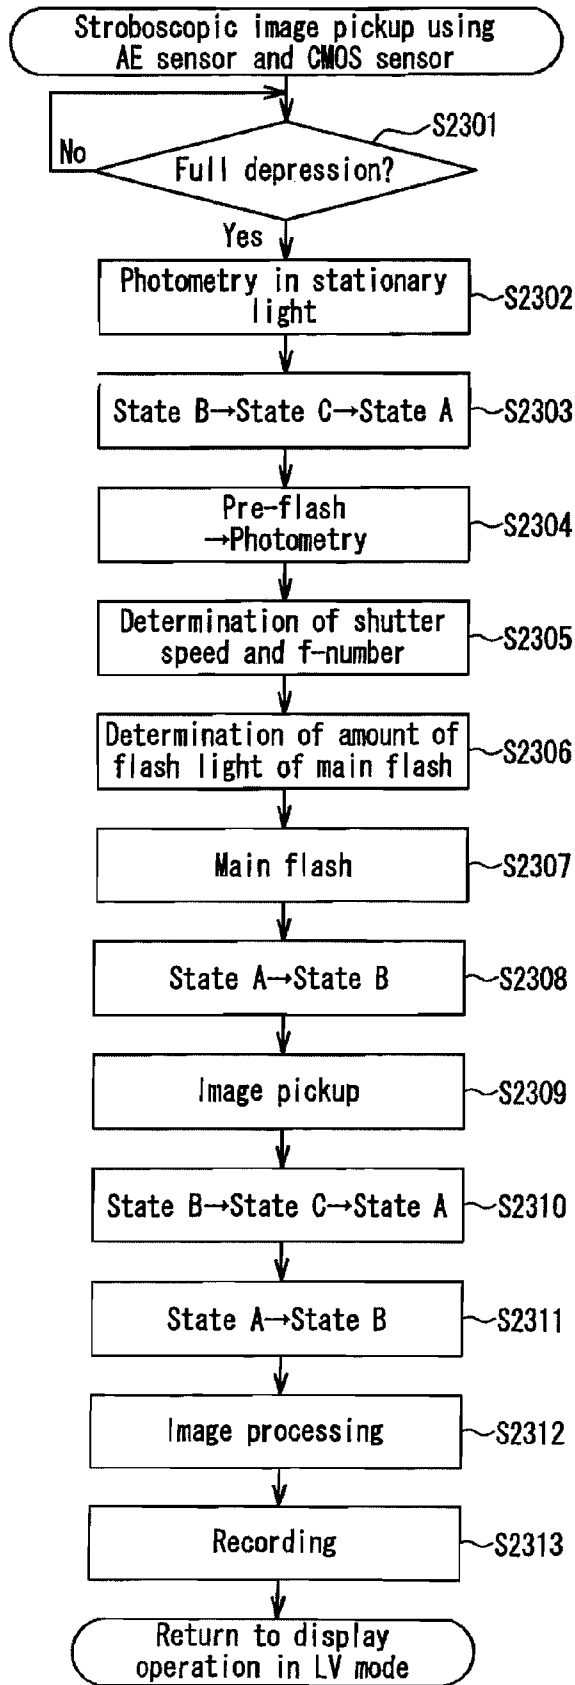 Stroboscopic image pickup using
AE sensor and CMOS sensor
S2301
No
Full depression?
Yes
Photometry in stationary
light
S2302
State B→State C→State A
S2303
Pre-flash
→Photometry
S2304
Determination of shutter
speed and f-number
S2305
Determination of amount of
flash light of main flash
S2306
Main flash
S2307
State A→State B
S2308
Image pickup
S2309
State B→State C→State A
S2310
State A→State B
S2311
Image processing
S2312
Recording
S2313
Return to display
operation in LV mode